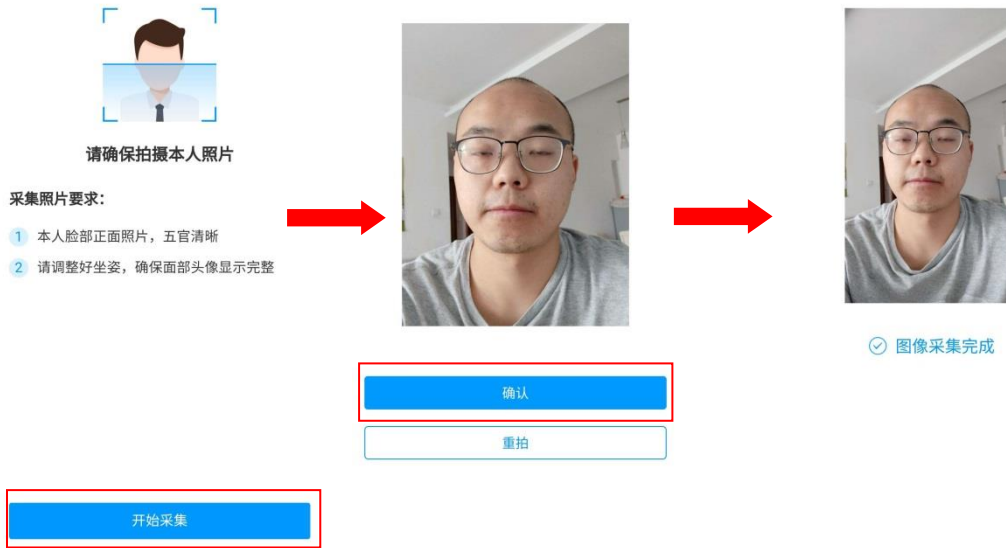 请确保拍摄本人照片
采集照片要求：
1 本人脸部正面照片，五官清晰
2 请调整好坐姿，确保面部头像显示完整
开始采集
确认
重拍
图像采集完成